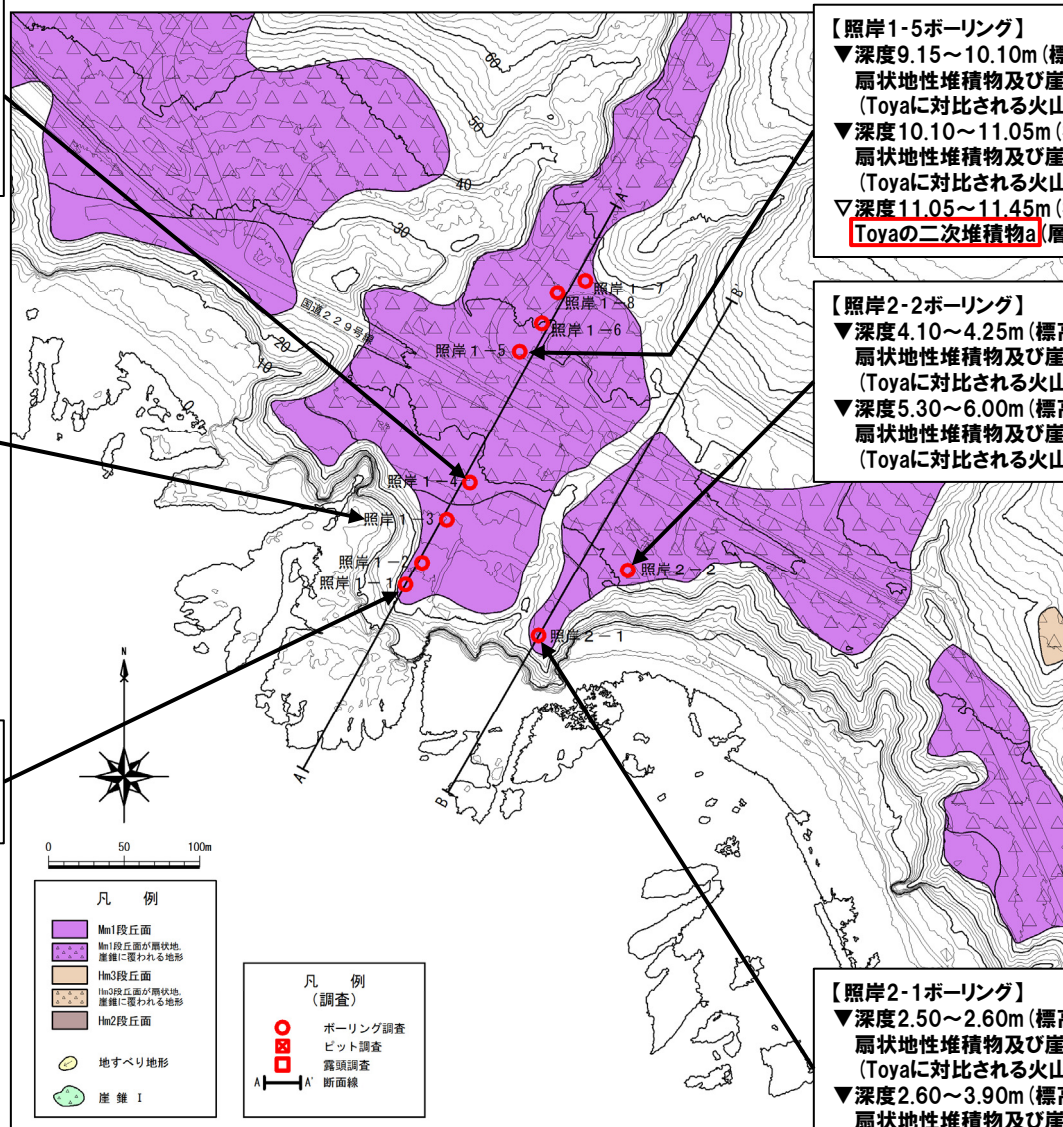 【照岸1-5ボーリング】
▼深度9.15～10.10m(標
扇状地性堆積物及び崖
(Toyaに対比される火山
▼深度10.10～11.05m(
扇状地性堆積物及び崖
(Toyaに対比される火山
▽深度11.05～11.45m(
Toyaの二次堆積物a(層
【照岸2-2ボーリング】
▼深度4.10～4.25m(標高
扇状地性堆積物及び崖
(Toyaに対比される火山
▼深度5.30～6.00m(標高
扇状地性堆積物及び崖
(Toyaに対比される火山
【照岸2-1ボーリング】
▼深度2.50～2.60m(標高
扇状地性堆積物及び崖
(Toyaに対比される火山
▼深度2.60～3.90m(標高
扇状地性堆積物及び崖
60
50
40
30
20
10
国道229号線
A
B
照岸1-7
照岸1-8
照岸1-6
照岸1-5
照岸1-4
照岸1-3
照岸1-2
照岸1-1
照岸2-2
照岸2-1
A
B
N
0 50 100m
凡 例
Mm1段丘面
Mm1段丘面が扇状地、
崖錐に覆われる地形
Hm3段丘面
Hm3段丘面が扇状地、
崖錐に覆われる地形
Hm2段丘面
地すべり地形
崖 錐 I
凡 例
(調査)
ボーリング調査
ピット調査
露頭調査
A A' 断面線